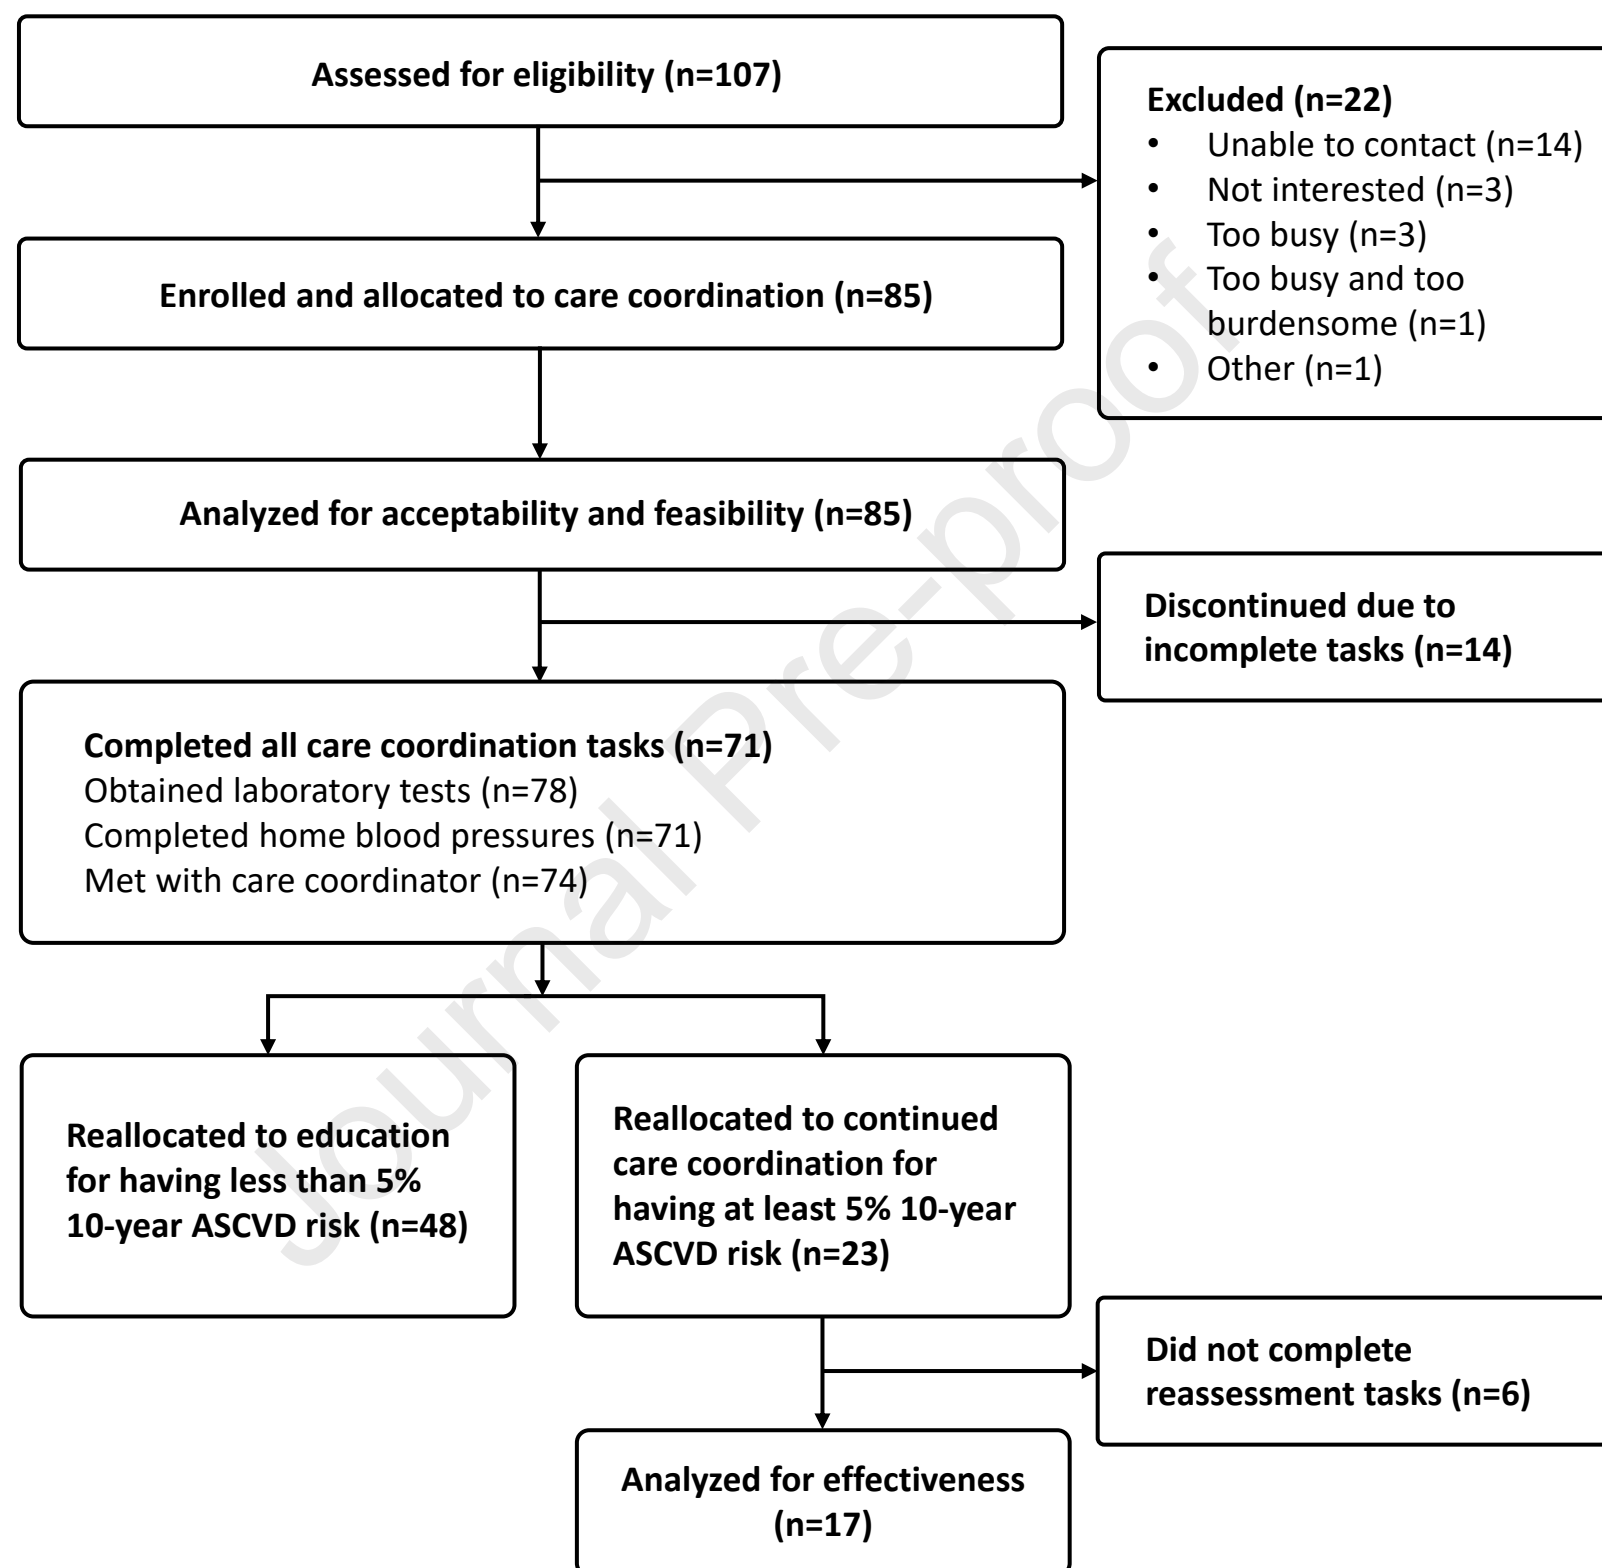 Assessed for eligibility (n=107)
Excluded (n=22)
• Unable to contact (n=14)
• Not interested (n=3)
• Too busy (n=3)
• Too busy and too
burdensome (n=1)
• Other (n=1)
Enrolled and allocated to care coordination (n=85)
Analyzed for acceptability and feasibility (n=85)
Discontinued due to
incomplete tasks (n=14)
Completed all care coordination tasks (n=71)
Obtained laboratory tests (n=78)
Completed home blood pressures (n=71)
Met with care coordinator (n=74)
Reallocated to education
for having less than 5%
10-year ASCVD risk (n=48)
Reallocated to continued
care coordination for
having at least 5% 10-year
ASCVD risk (n=23)
Did not complete
reassessment tasks (n=6)
Analyzed for effectiveness
(n=17)
Journal Pre-proof